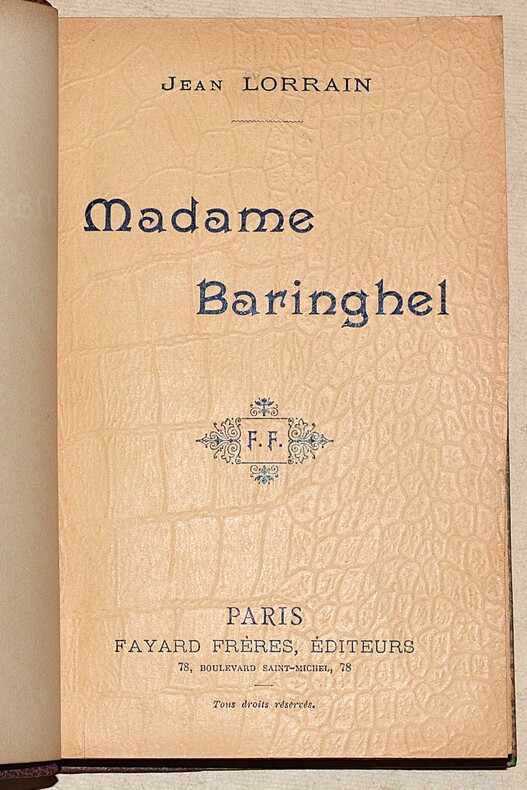 Jean LORRAIN
Madame
Baringhel
F. F.
PARIS
FAYARD FRÈRES, ÉDITEURS
78, BOULEVARD SAINT-MICHEL, 78
Tous droits réservés.